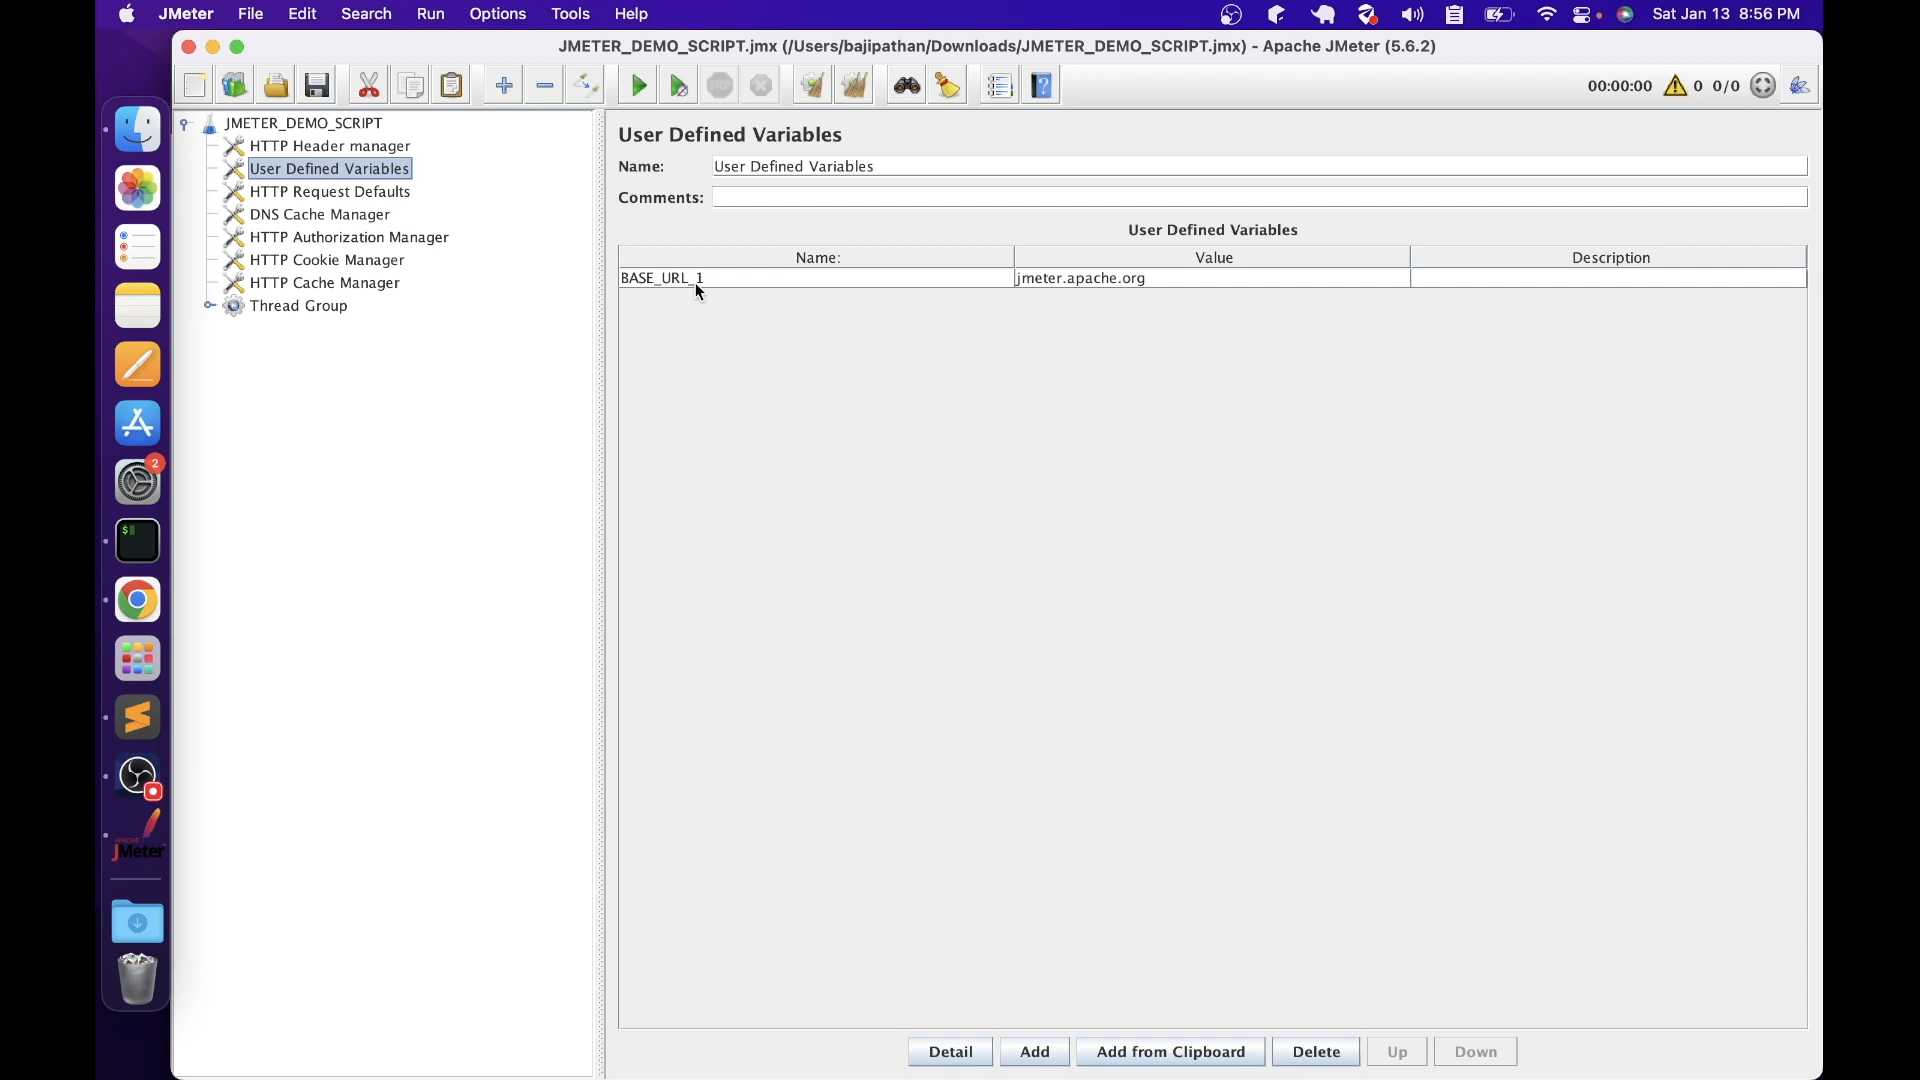 JMeter File Edit Search Run Options Tools Help Sat Jan 13 8:56 PM
JMETER_DEMO_SCRIPT.jmx (/Users/bajipathan/Downloads/JMETER_DEMO_SCRIPT.jmx) - Apache JMeter (5.6.2)
STOP 00:00:00 0 0/0
JMETER_DEMO_SCRIPT
HTTP Header manager
User Defined Variables
HTTP Request Defaults
DNS Cache Manager
HTTP Authorization Manager
HTTP Cookie Manager
HTTP Cache Manager
Thread Group
User Defined Variables
Name: User Defined Variables
Comments:
User Defined Variables
Name: Value Description
BASE_URL_1 jmeter.apache.org
Detail Add Add from Clipboard Delete Up Down
2
$
APACHE
JMeter